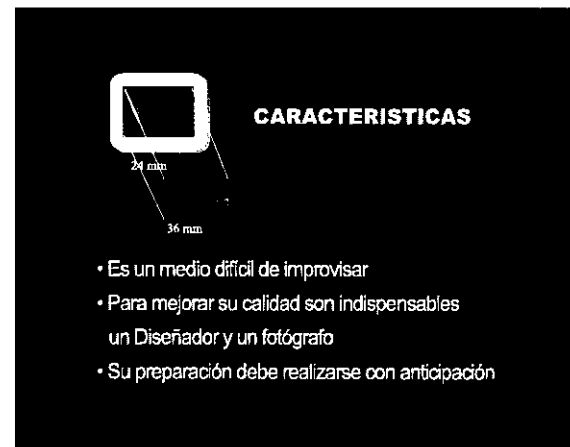 CARACTERISTICAS
24 mm
36 mm
• Es un medio difícil de improvisar
• Para mejorar su calidad son indispensables
un Diseñador y un fotógrafo
• Su preparación debe realizarse con anticipación